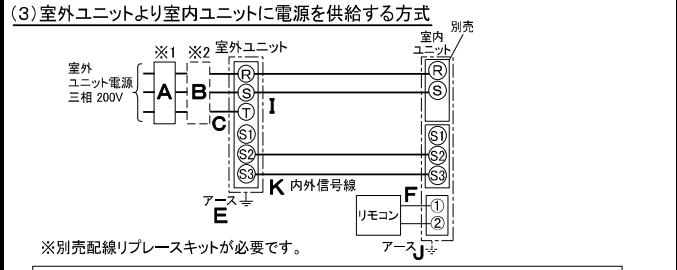 (3)室外ユニットより室内ユニットに電源を供給する方式
別売
※1 ※2 室外ユニット 室内
ユニット
室外
ユニット電源
三相 200V
A B C
R
S
T
S1
S2
S3
I
R
S
S1
S2
S3
K 内外信号線
アース
E
リモコン
F
①
②
アース J
※別売配線リプレースキットが必要です。